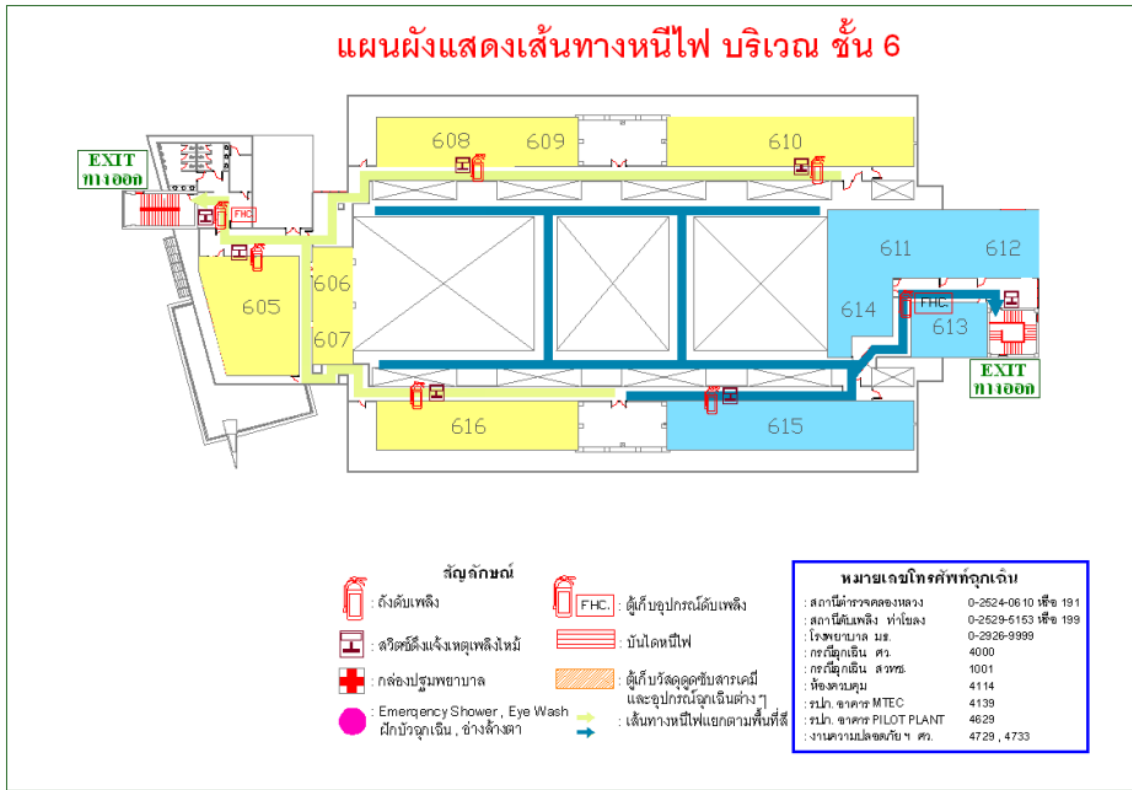 แผนผังแสดงเส้นทางหนีไฟ บริเวณ ชั้น 6
EXIT
ทางออก
FHC.
608
609
610
605
606
607
611
612
614
613
FHC.
616
615
EXIT
ทางออก
สัญลักษณ์
: ถังดับเพลิง
FHC. : ตู้เก็บอุปกรณ์ดับเพลิง
: สวิตซ์ดึงแจ้งเหตุเพลิงไหม้
: บันไดหนีไฟ
: กล่องปฐมพยาบาล
: ตู้เก็บวัสดุดูดซับสารเคมี
และอุปกรณ์ฉุกเฉินต่าง ๆ
: Emergency Shower , Eye Wash
ฝักบัวฉุกเฉิน , อ่างล้างตา
: เส้นทางหนีไฟแยกตามพื้นที่สี
หมายเลขโทรศัพท์ฉุกเฉิน
: สถานีตำรวจคลองหลวง 0-2524-0610 หรือ 191
: สถานีดับเพลิง ท่าโขลง 0-2529-5153 หรือ 199
: โรงพยาบาล มธ. 0-2926-9999
: กรณีฉุกเฉิน ศว. 4000
: กรณีฉุกเฉิน สวทช. 1001
: ห้องควบคุม 4114
: รปภ. อาคาร MTEC 4139
: รปภ. อาคาร PILOT PLANT 4629
: งานความปลอดภัยฯ ศว. 4729 , 4733